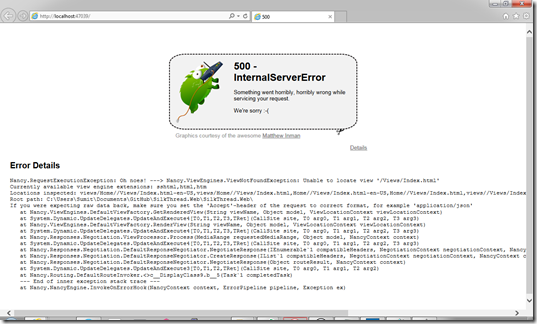 http://localhost:47039/
500
500 -
InternalServerError
Something went horribly, horribly wrong while
servicing your request.
We're sorry :-(
Graphics courtesy of the awesome Matthew Inman
Details
Error Details
Nancy.RequestExecutionException: Oh noes! ---> Nancy.ViewEngines.ViewNotFoundException: Unable to locate view '/Views/Index.html'
Currently available view engine extensions: sshtml,html,htm
Locations inspected: views/Home//Views/Index.html-en-US,views/Home//Views/Index.html,Home//Views/Index.html-en-US,Home//Views/Index.html,views//Views/Index
Root path: C:\Users\Sumit\Documents\GitHub\SilkThread.Web\SilkThread.Web\
If you were expecting raw data back, make sure you set the 'Accept'-header of the request to correct format, for example 'application/json'
at Nancy.ViewEngines.DefaultViewFactory.GetRenderedView(String viewName, Object model, ViewLocationContext viewLocationContext)
at System.Dynamic.UpdateDelegates.UpdateAndExecute4[T0,T1,T2,T3,TRet](CallSite site, T0 arg0, T1 arg1, T2 arg2, T3 arg3)
at Nancy.ViewEngines.DefaultViewFactory.RenderView(String viewName, Object model, ViewLocationContext viewLocationContext)
at System.Dynamic.UpdateDelegates.UpdateAndExecute4[T0,T1,T2,T3,TRet](CallSite site, T0 arg0, T1 arg1, T2 arg2, T3 arg3)
at Nancy.Responses.Negotiation.ViewProcessor.Process(MediaRange requestedMediaRange, Object model, NancyContext context)
at System.Dynamic.UpdateDelegates.UpdateAndExecute4[T0,T1,T2,T3,TRet](CallSite site, T0 arg0, T1 arg1, T2 arg2, T3 arg3)
at Nancy.Responses.Negotiation.DefaultResponseNegotiator.NegotiateResponse(IEnumerable`1 compatibleHeaders, NegotiationContext negotiationContext, Nancy
at Nancy.Responses.Negotiation.DefaultResponseNegotiator.CreateResponse(IList`1 compatibleHeaders, NegotiationContext negotiationContext, NancyContext c
at Nancy.Responses.Negotiation.DefaultResponseNegotiator.NegotiateResponse(Object routeResult, NancyContext context)
at System.Dynamic.UpdateDelegates.UpdateAndExecute3[T0,T1,T2,TRet](CallSite site, T0 arg0, T1 arg1, T2 arg2)
at Nancy.Routing.DefaultRouteInvoker.<>c__DisplayClass9.<Invoke>b__5(Task`1 completedTask)
--- End of inner exception stack trace ---
at Nancy.NancyEngine.InvokeOnErrorHook(NancyContext context, ErrorPipeline pipeline, Exception ex)